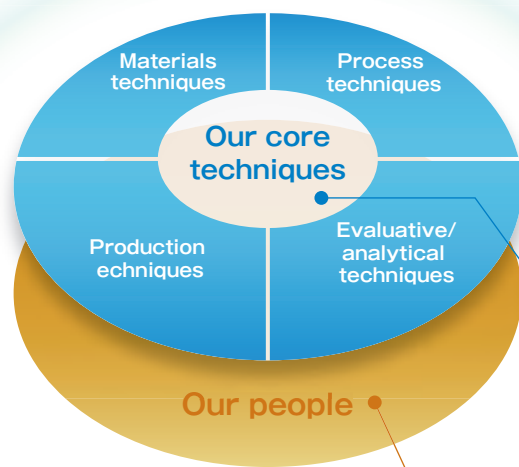 Materials
techniques
Process
techniques
Our core
techniques
Production
echniques
Evaluative/
analytical
techniques
Our people